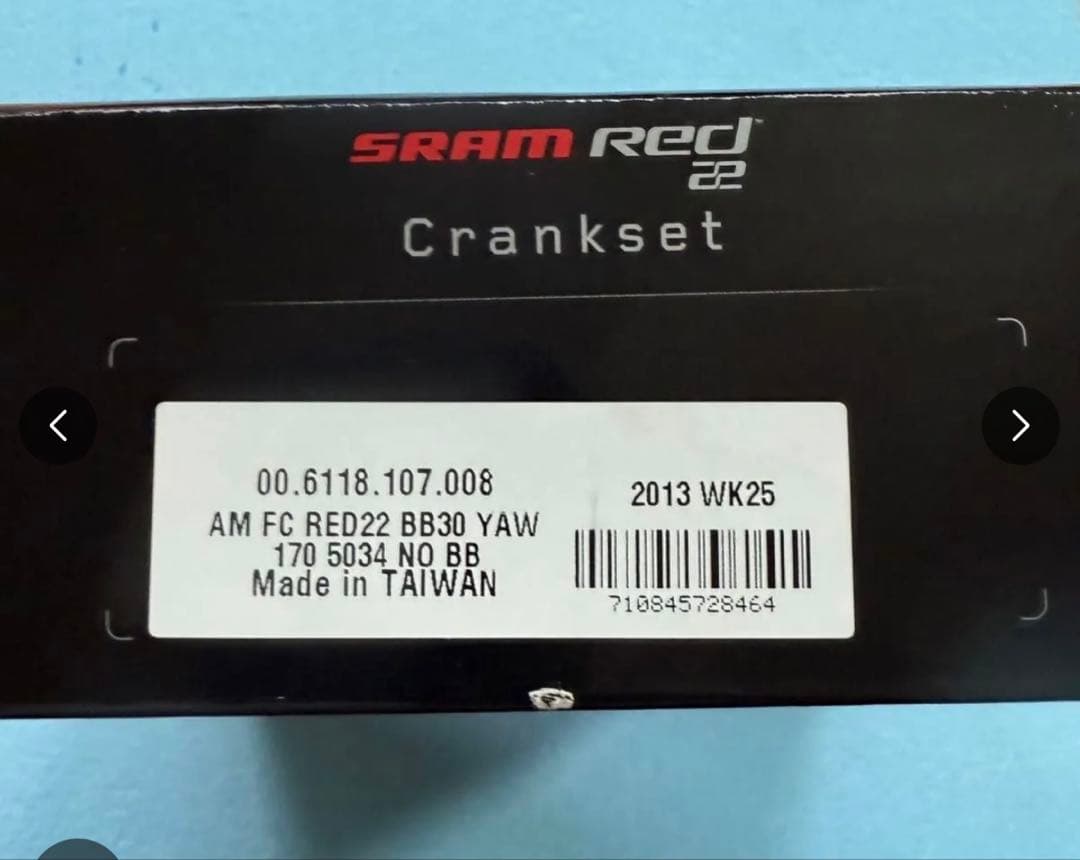 SRAM Red™
22
Crankset
00.6118.107.008
AM FC RED22 BB30 YAW
170 5034 NO BB
Made in TAIWAN
2013 WK25
710845728464